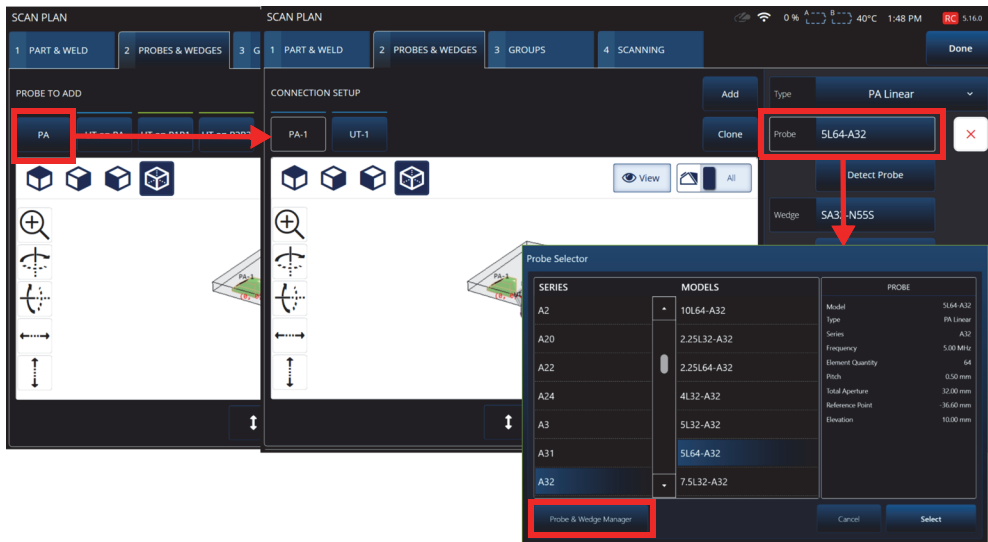 SCAN PLAN
1 PART & WELD
2 PROBES & WEDGES
3 G
PROBE TO ADD
PA
SCAN PLAN
0 %
A
B
40°C
1:48 PM
RC
5.16.0
1 PART & WELD
2 PROBES & WEDGES
3 GROUPS
4 SCANNING
Done
CONNECTION SETUP
Add
Type
PA Linear
PA-1
UT-1
Clone
Probe
5L64-A32
View
All
Detect Probe
Wedge
SA32-N55S
PA-1
PA-1
Probe Selector
SERIES
MODELS
PROBE
A2
10L64-A32
Model
5L64-A32
Type
PA Linear
A20
2.25L32-A32
Series
A32
Frequency
5.00 MHz
A22
2.25L64-A32
Element Quantity
64
Pitch
0.50 mm
A24
4L32-A32
Total Aperture
32.00 mm
Reference Point
-36.60 mm
A3
5L32-A32
Elevation
10.00 mm
A31
5L64-A32
A32
7.5L32-A32
Probe & Wedge Manager
Cancel
Select